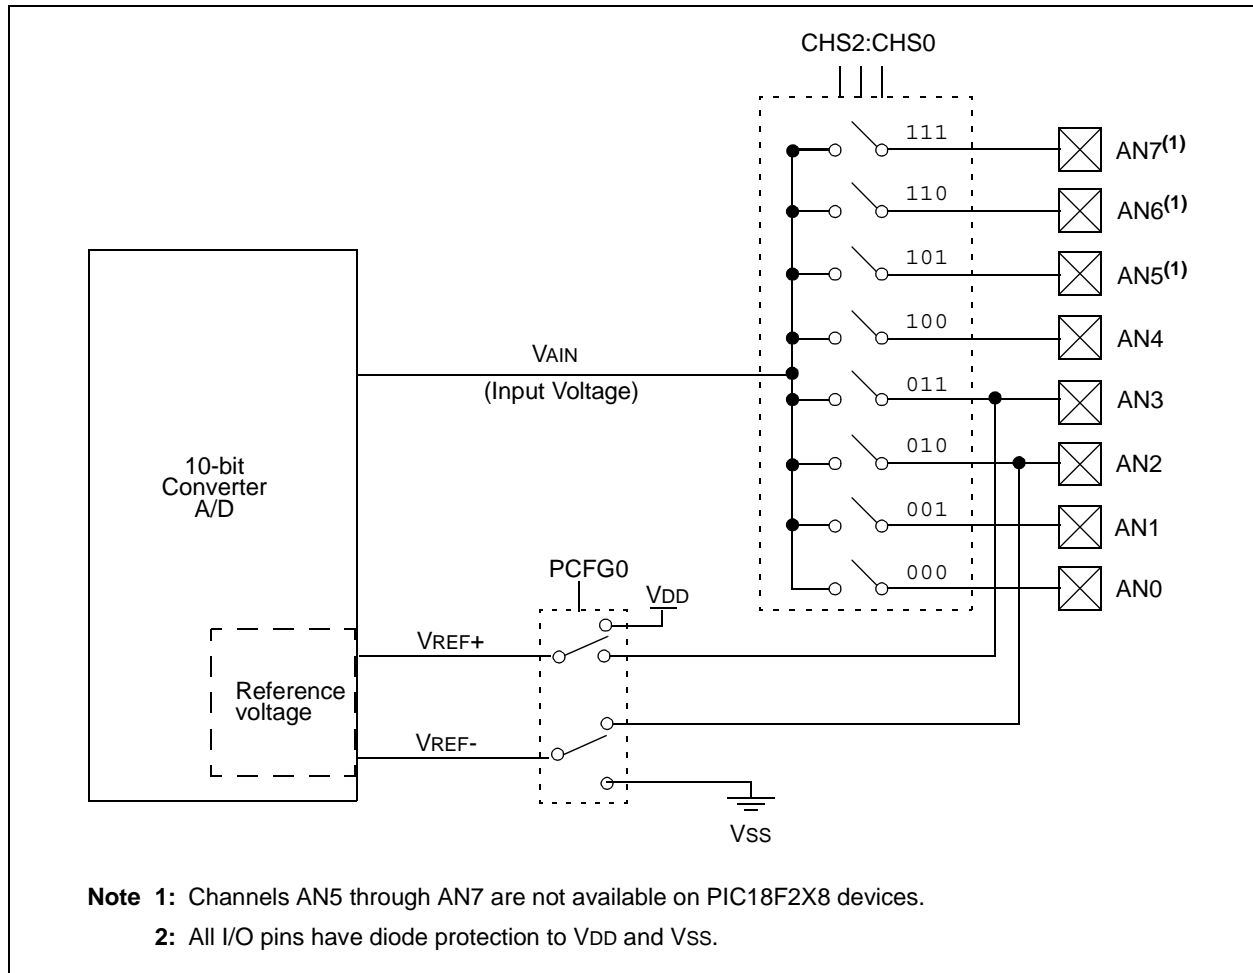 CHS2:CHS0
111
AN7(1)
110
AN6(1)
101
AN5(1)
100
AN4
VAIN
(Input Voltage)
011
AN3
010
AN2
10-bit
Converter
A/D
001
AN1
PCFG0
000
AN0
VDD
VREF+
Reference
voltage
VREF-
VSS
Note 1: Channels AN5 through AN7 are not available on PIC18F2X8 devices.
2: All I/O pins have diode protection to VDD and VSS.